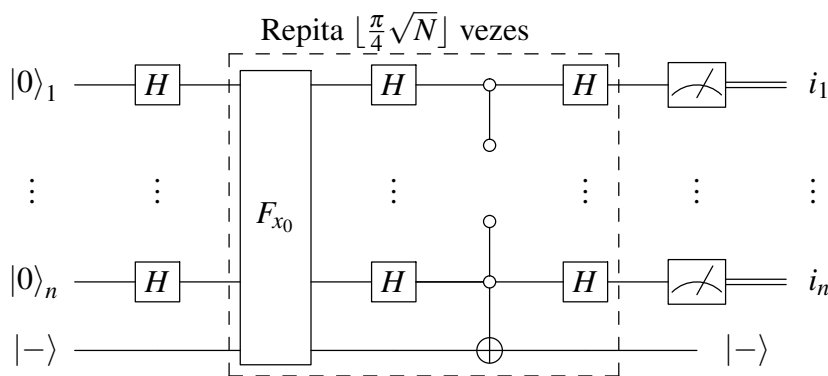 Repita ⌊π/4 √N⌋ vezes
|0⟩₁ H H H i₁
⋮ ⋮ ⋮ ⋮ ⋮ ⋮
F_{x₀}
|0⟩ₙ H H H iₙ
|−⟩ |−⟩